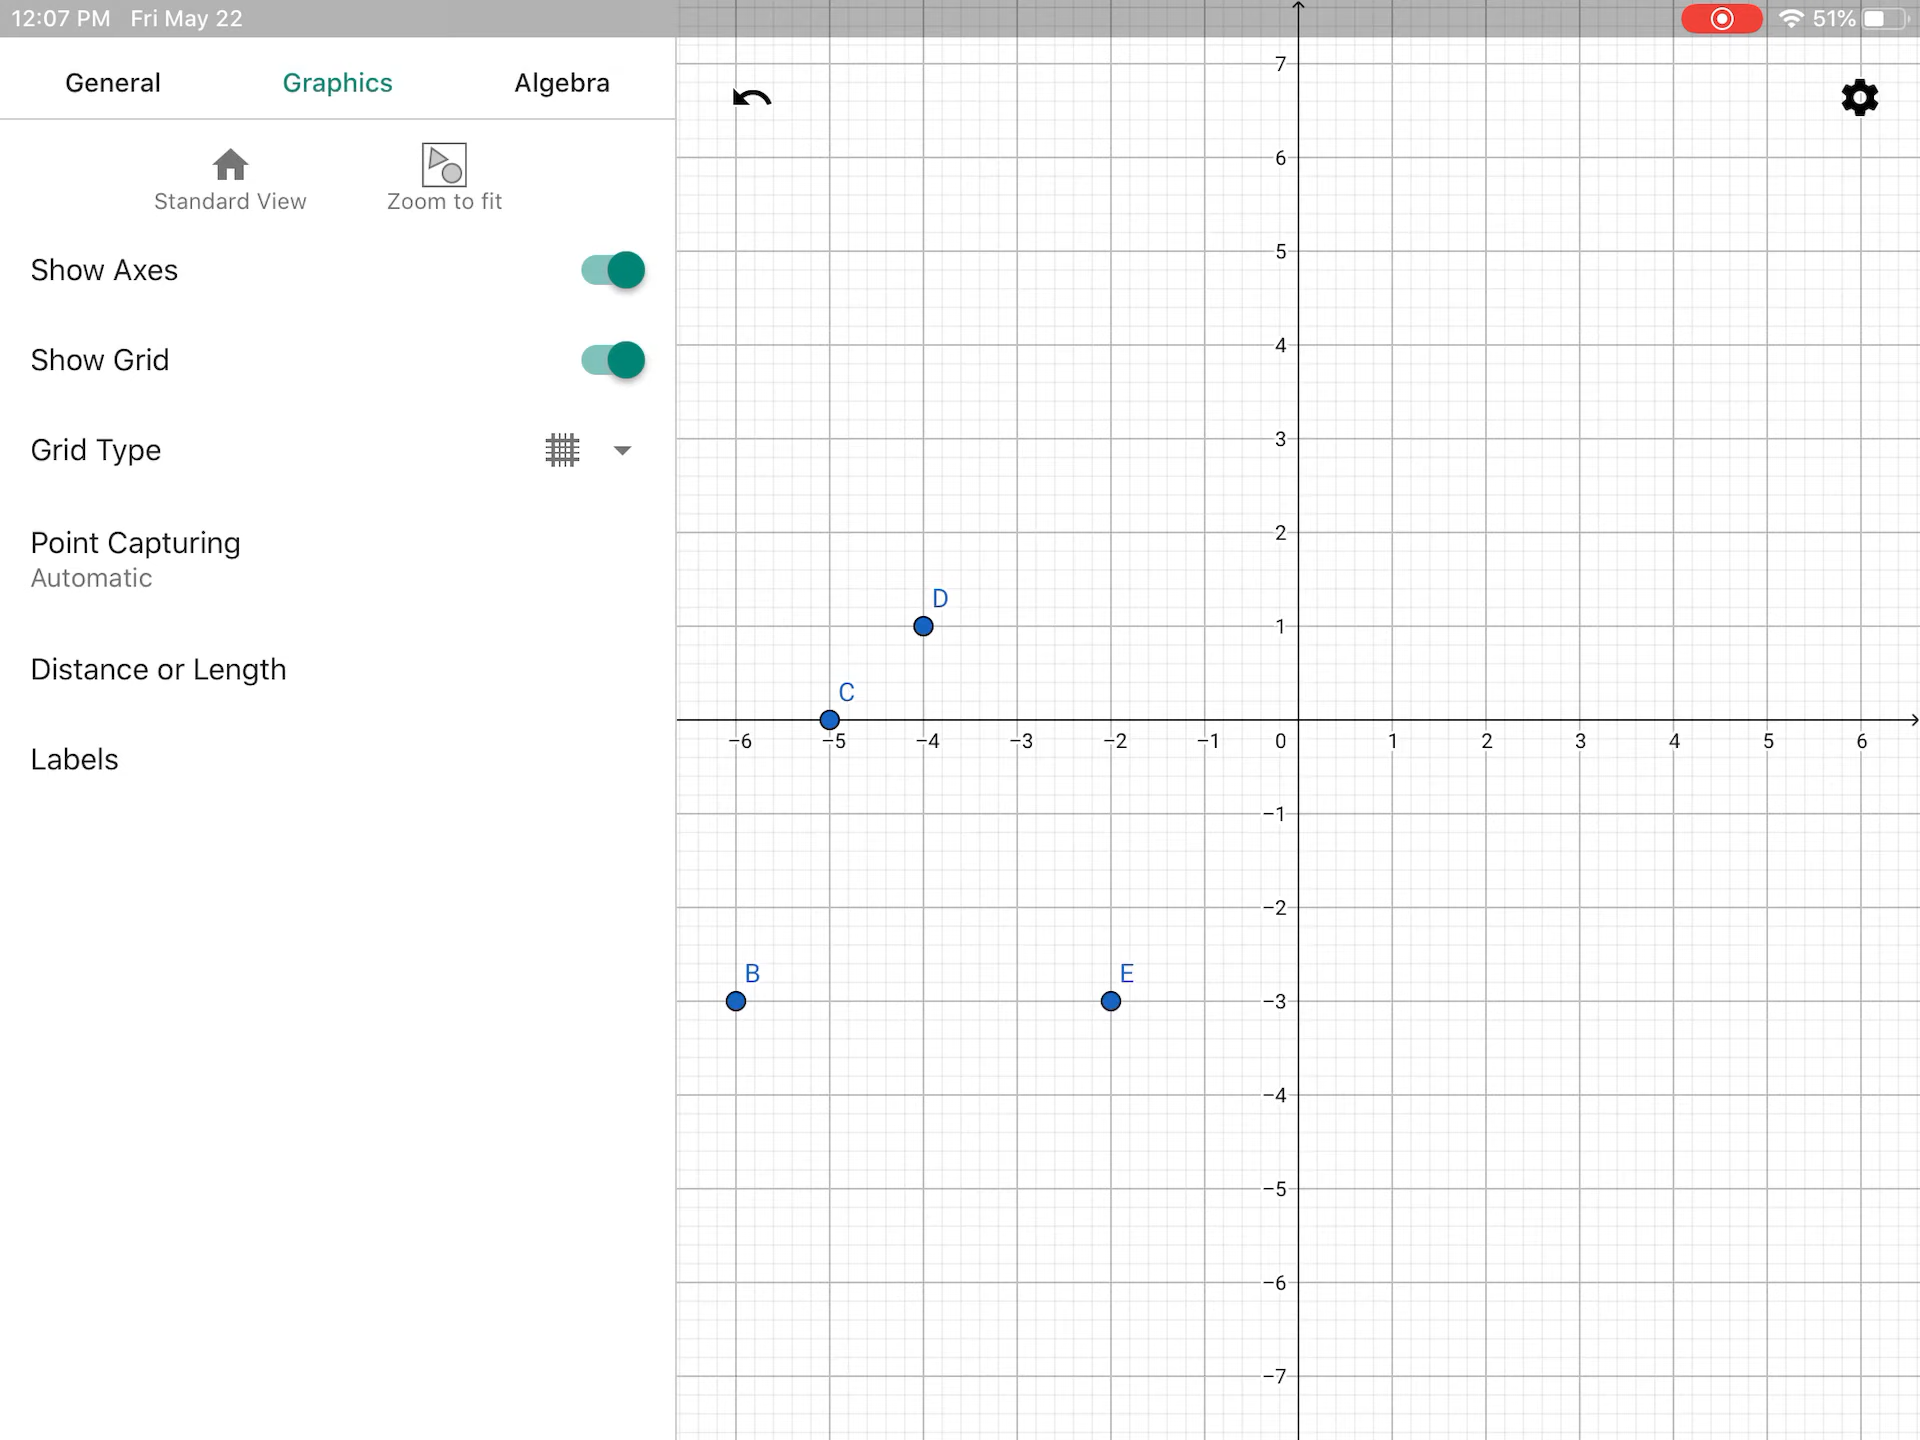 12:07 PM Fri May 22
51%
General Graphics Algebra
Standard View Zoom to fit
Show Axes
Show Grid
Grid Type
Point Capturing
Automatic
Distance or Length
Labels
7
6
5
4
3
2
D
1
C
−6 −5 −4 −3 −2 −1 0 1 2 3 4 5 6
−1
−2
B E
−3
−4
−5
−6
−7